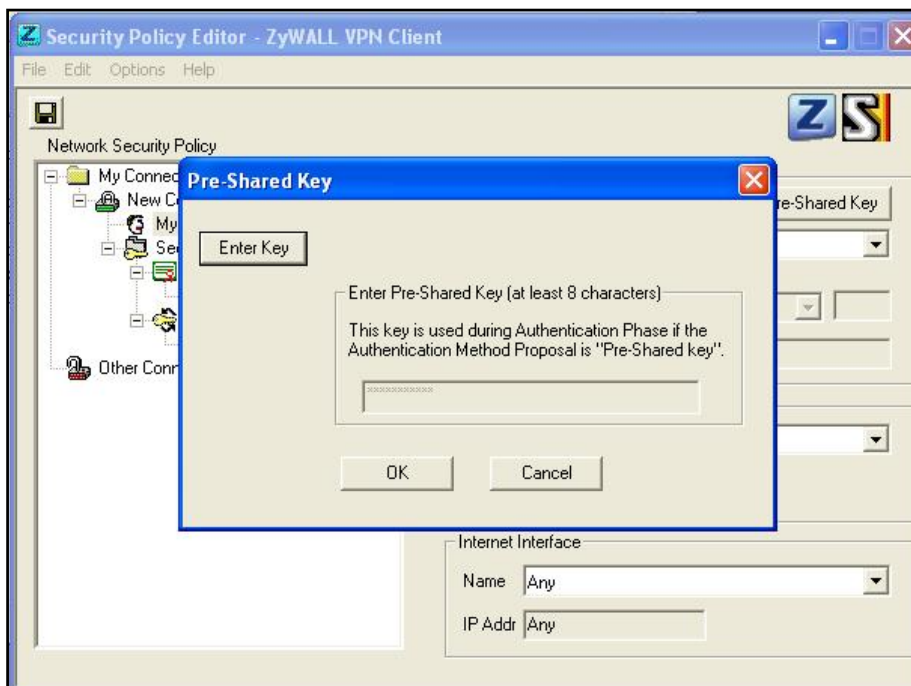 Security Policy Editor - ZyWALL VPN Client
File Edit Options Help
Z
Network Security Policy
My Connec
New C
My
Sec
Other Conr
Pre-Shared Key
re-Shared Key
Enter Key
Enter Pre-Shared Key (at least 8 characters)
This key is used during Authentication Phase if the
Authentication Method Proposal is "Pre-Shared key".
OK Cancel
Internet Interface
Name Any
IP Addr Any